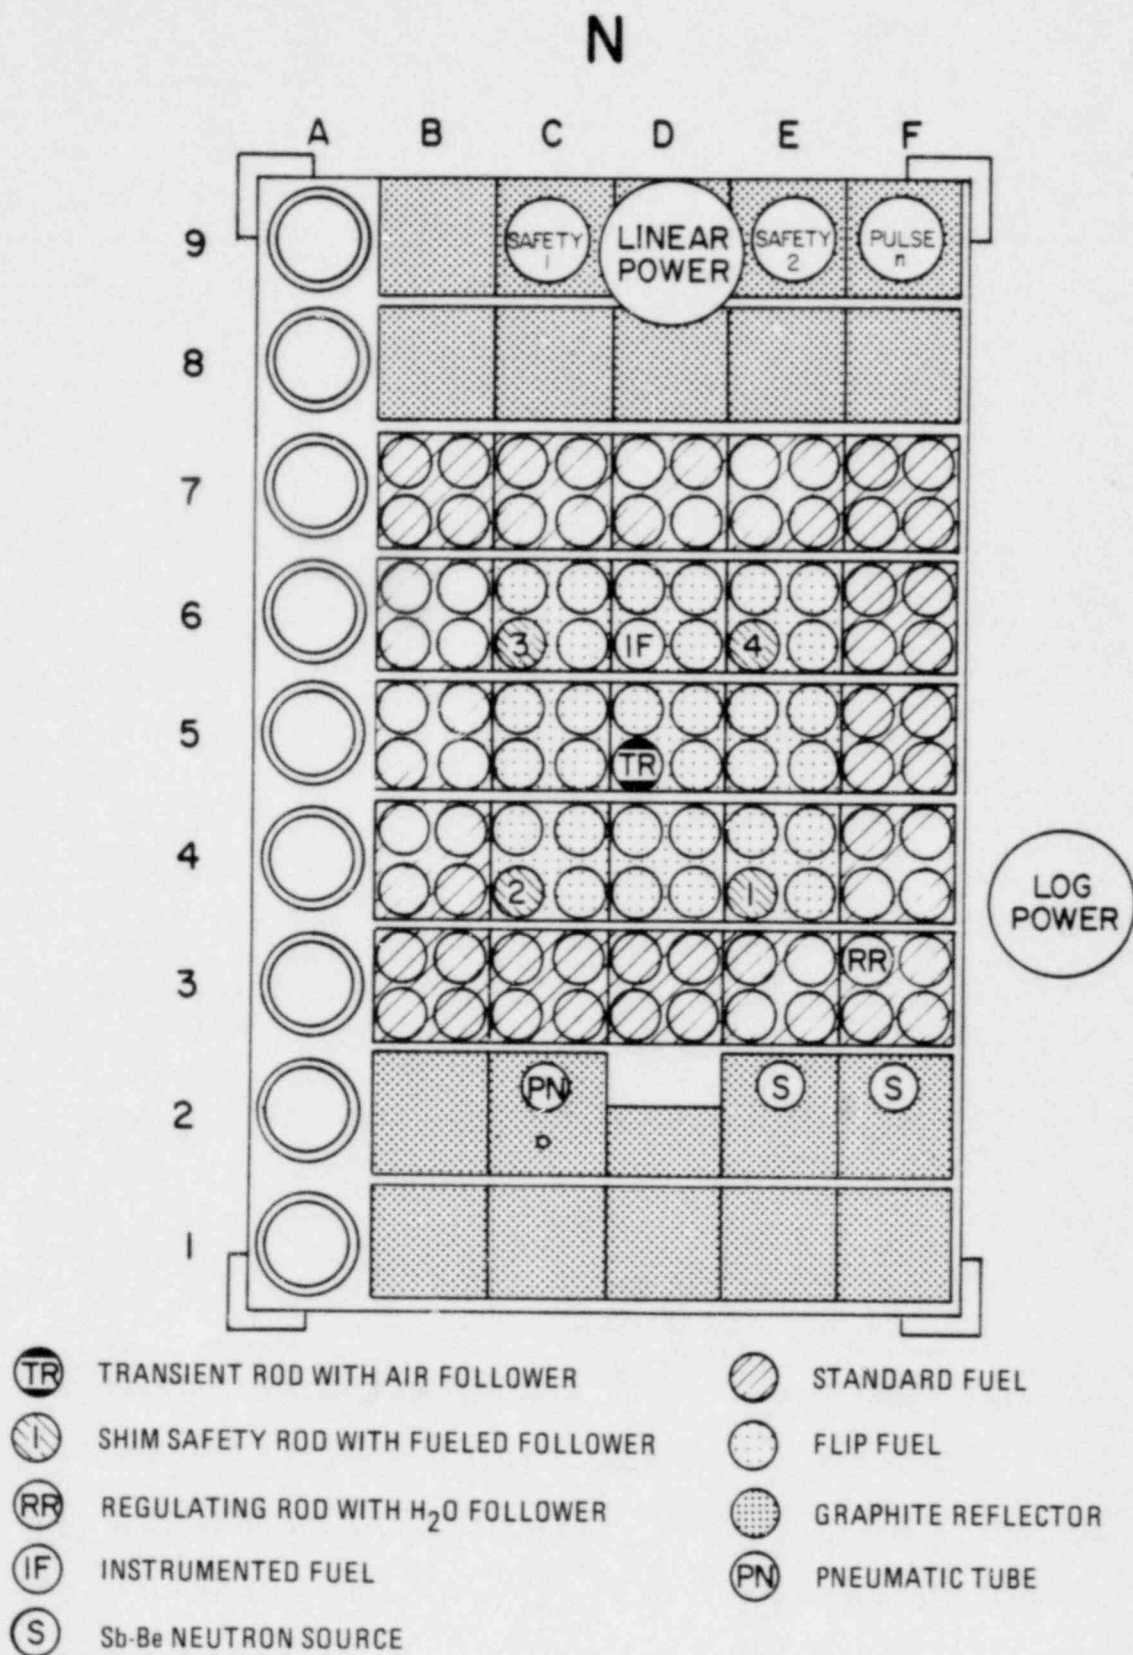 N
A B C D E F
9
SAFETY 1
LINEAR POWER
SAFETY 2
PULSE n
8
7
6
3
IF
4
5
TR
4
2
1
LOG POWER
3
RR
2
PN
S
S
p
1
TR TRANSIENT ROD WITH AIR FOLLOWER
1 SHIM SAFETY ROD WITH FUELED FOLLOWER
RR REGULATING ROD WITH H₂O FOLLOWER
IF INSTRUMENTED FUEL
S Sb-Be NEUTRON SOURCE
STANDARD FUEL
FLIP FUEL
GRAPHITE REFLECTOR
PN PNEUMATIC TUBE